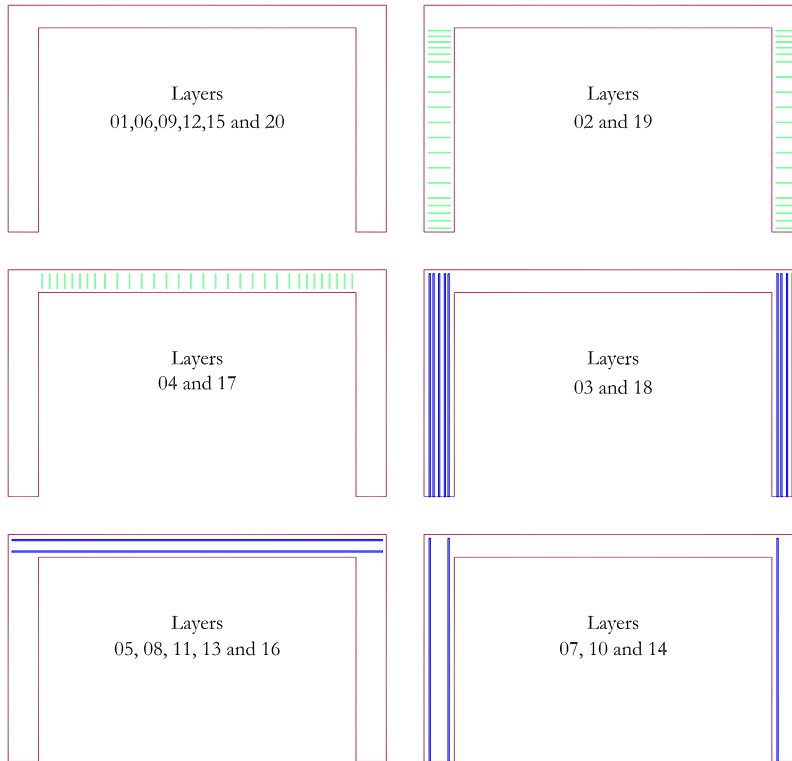 Layers
01,06,09,12,15 and 20
Layers
02 and 19
Layers
04 and 17
Layers
03 and 18
Layers
05, 08, 11, 13 and 16
Layers
07, 10 and 14